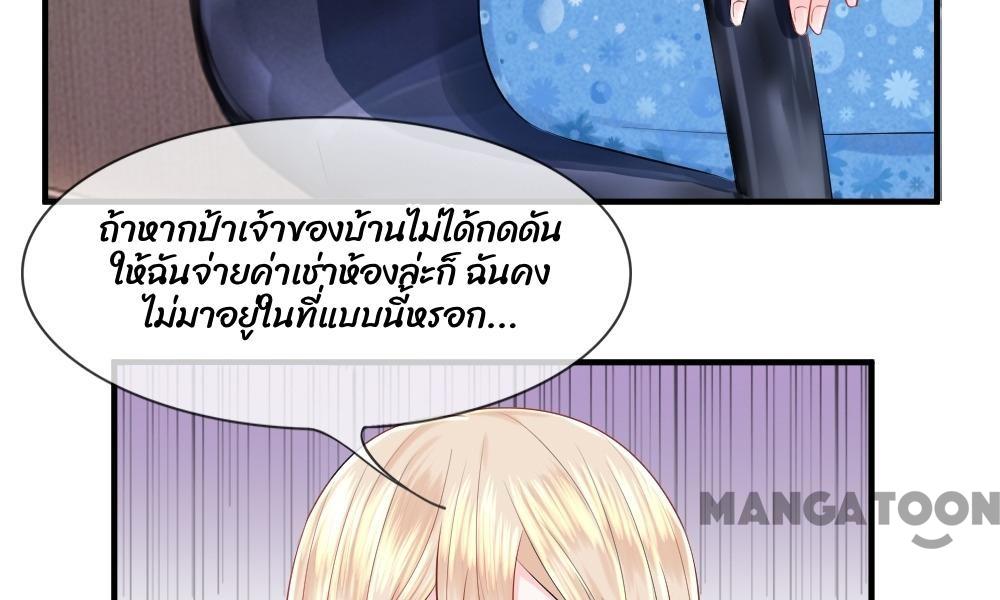 ถ้าหากป้าเจ้าของบ้านไม่ได้กดดัน
ให้ฉันจ่ายค่าเช่าห้องล่ะก็ ฉันคง
ไม่มาอยู่ในที่แบบนี้หรอก...
MANGATOON